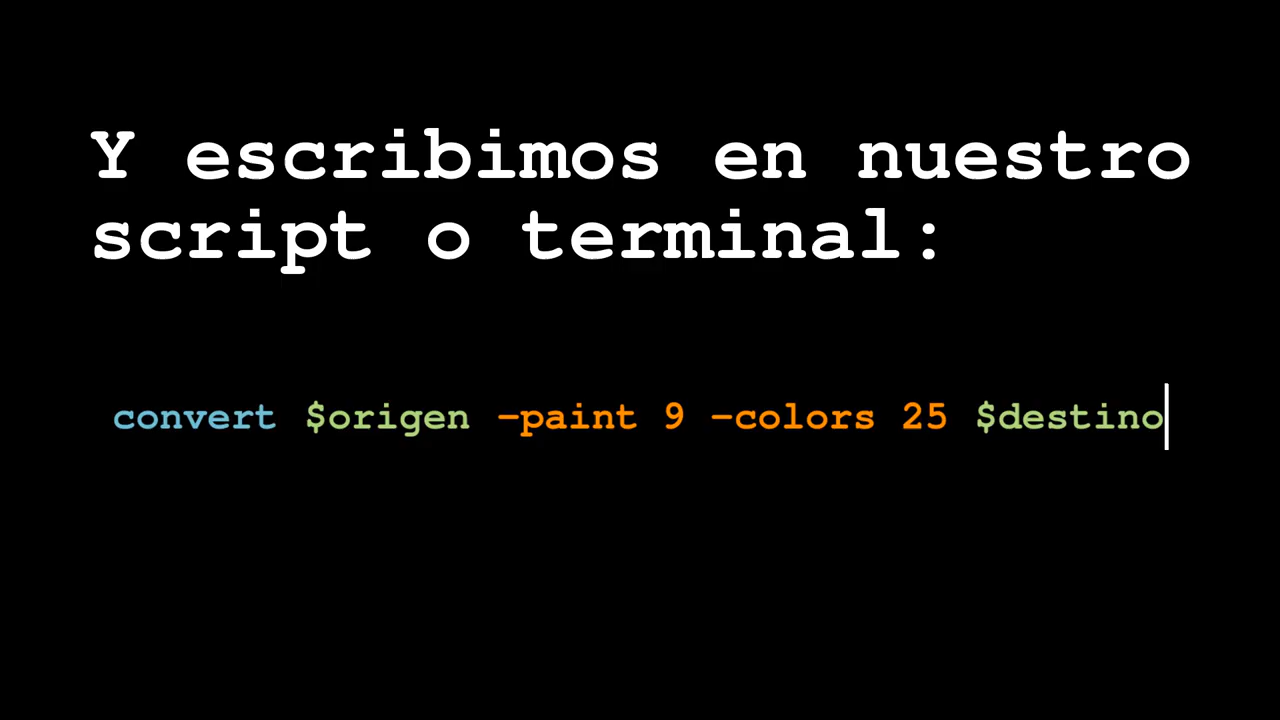 Y escribimos en nuestro
script o terminal:
convert $origen –paint 9 –colors 25 $destino